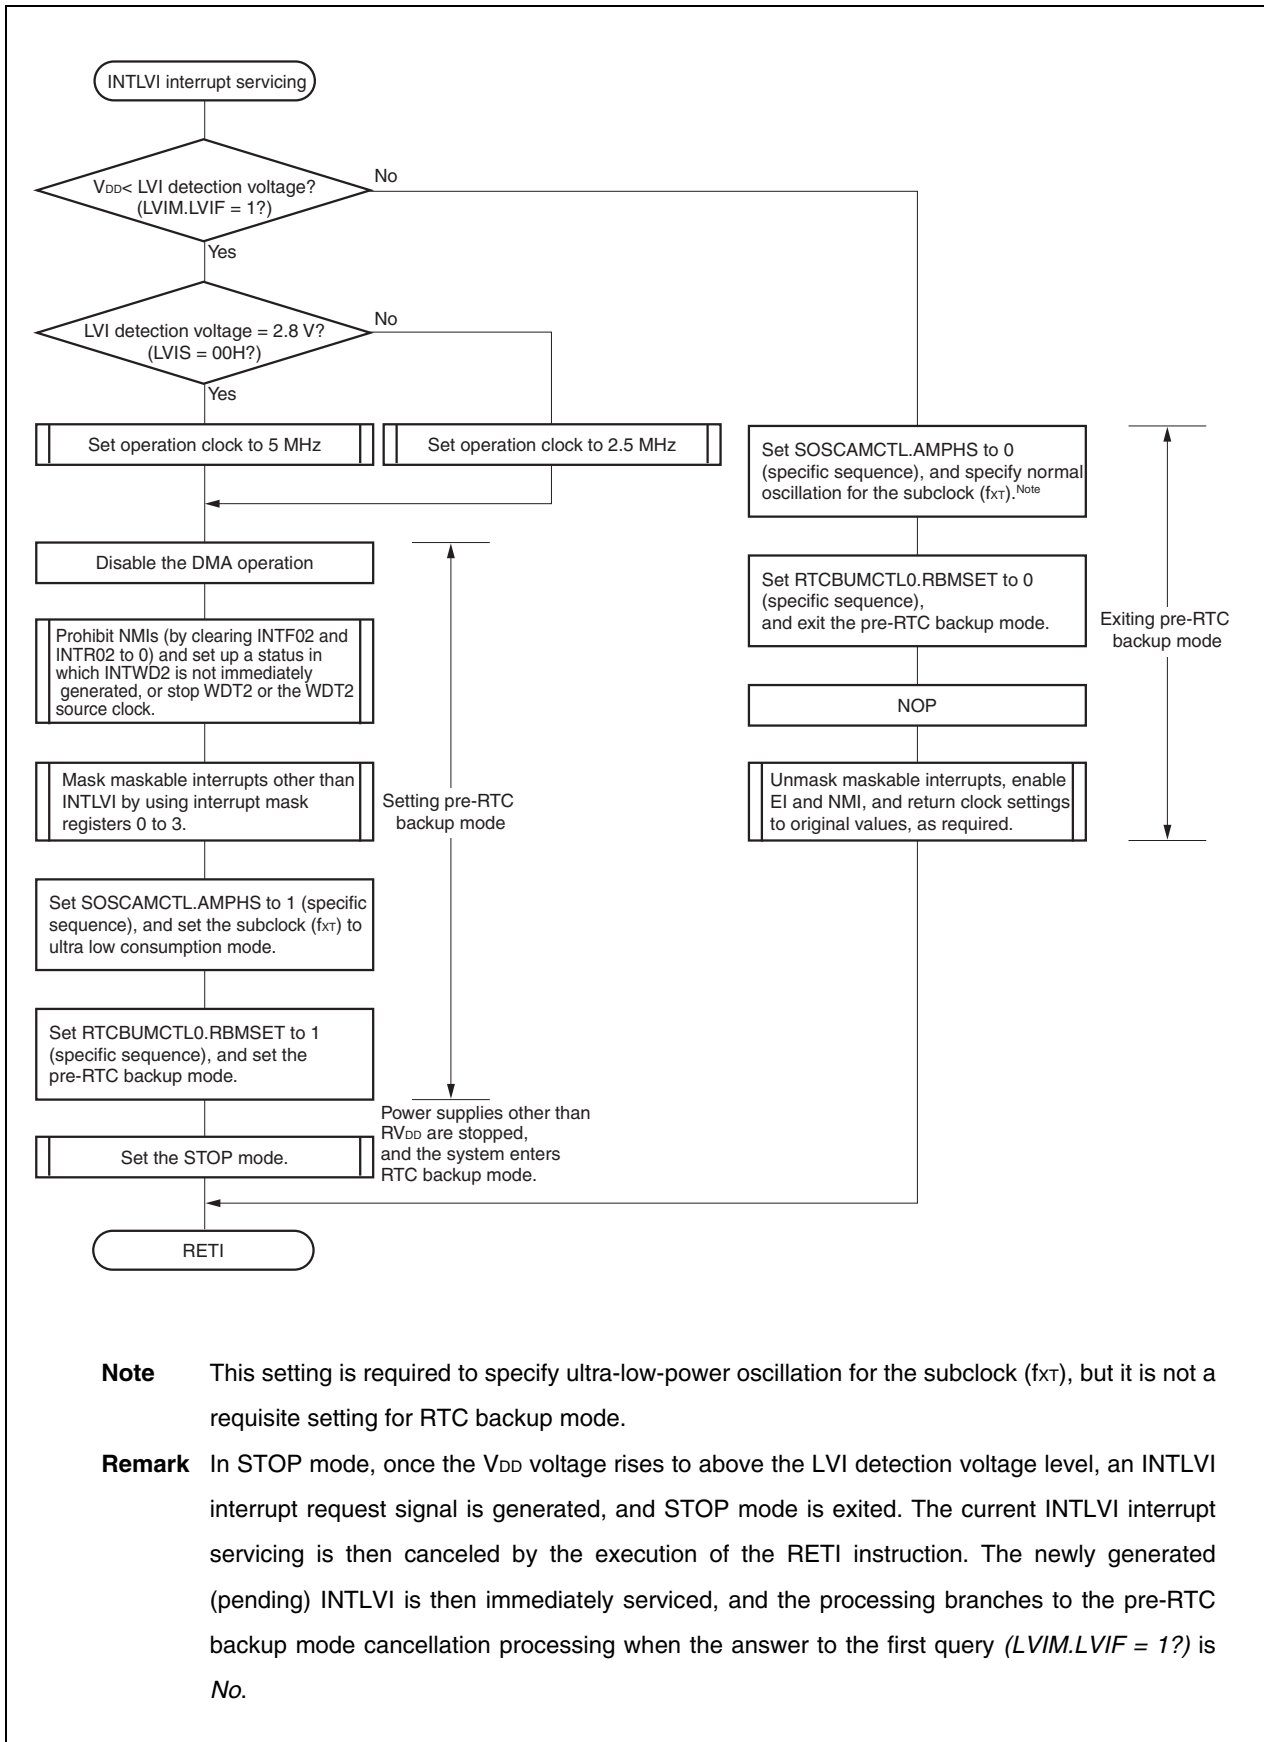 INTLVI interrupt servicing
VDD< LVI detection voltage?
(LVIM.LVIF = 1?)
No
Yes
LVI detection voltage = 2.8 V?
(LVIS = 00H?)
No
Yes
Set operation clock to 5 MHz
Set operation clock to 2.5 MHz
Disable the DMA operation
Prohibit NMIs (by clearing INTF02 and
INTR02 to 0) and set up a status in
which INTWD2 is not immediately
generated, or stop WDT2 or the WDT2
source clock.
Mask maskable interrupts other than
INTLVI by using interrupt mask
registers 0 to 3.
Set SOSCAMCTL.AMPHS to 1 (specific
sequence), and set the subclock (fXT) to
ultra low consumption mode.
Set RTCBUMCTL0.RBMSET to 1
(specific sequence), and set the
pre-RTC backup mode.
Setting pre-RTC
backup mode
Power supplies other than
RVDD are stopped,
and the system enters
RTC backup mode.
Set the STOP mode.
RETI
Set SOSCAMCTL.AMPHS to 0
(specific sequence), and specify normal
oscillation for the subclock (fXT).Note
Set RTCBUMCTL0.RBMSET to 0
(specific sequence),
and exit the pre-RTC backup mode.
NOP
Unmask maskable interrupts, enable
EI and NMI, and return clock settings
to original values, as required.
Exiting pre-RTC
backup mode
Note This setting is required to specify ultra-low-power oscillation for the subclock (fXT), but it is not a
requisite setting for RTC backup mode.
Remark In STOP mode, once the VDD voltage rises to above the LVI detection voltage level, an INTLVI
interrupt request signal is generated, and STOP mode is exited. The current INTLVI interrupt
servicing is then canceled by the execution of the RETI instruction. The newly generated
(pending) INTLVI is then immediately serviced, and the processing branches to the pre-RTC
backup mode cancellation processing when the answer to the first query (LVIM.LVIF = 1?) is
No.